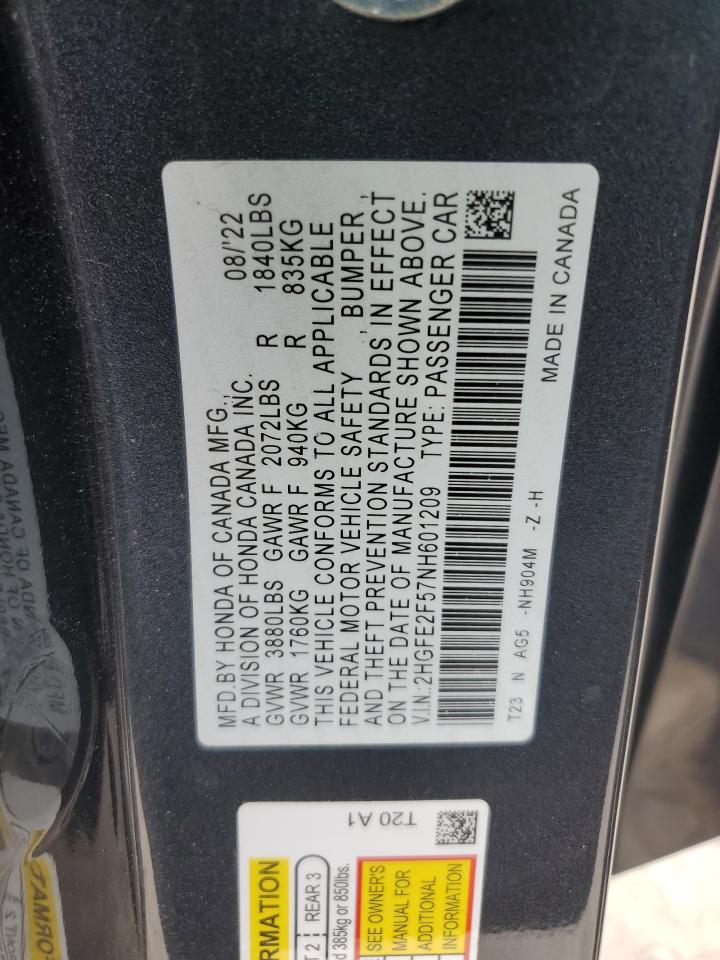 MFD.BY HONDA OF CANADA MFG., 08/'22
A DIVISION OF HONDA CANADA INC.
GVWR 3880LBS GAWR F 2072LBS R 1840LBS
GVWR 1760KG GAWR F 940KG R 835KG
THIS VEHICLE CONFORMS TO ALL APPLICABLE
FEDERAL MOTOR VEHICLE SAFETY , BUMPER ,
AND THEFT PREVENTION STANDARDS IN EFFECT
ON THE DATE OF MANUFACTURE SHOWN ABOVE.
V.I.N.:2HGFE2F57NH601209 TYPE: PASSENGER CAR
T23 N AG5 -NH904M -Z -H
MADE IN CANADA
T20 A1
REAR 3
385kg or 850lbs.
SEE OWNER'S
MANUAL FOR
ADDITIONAL
INFORMATION